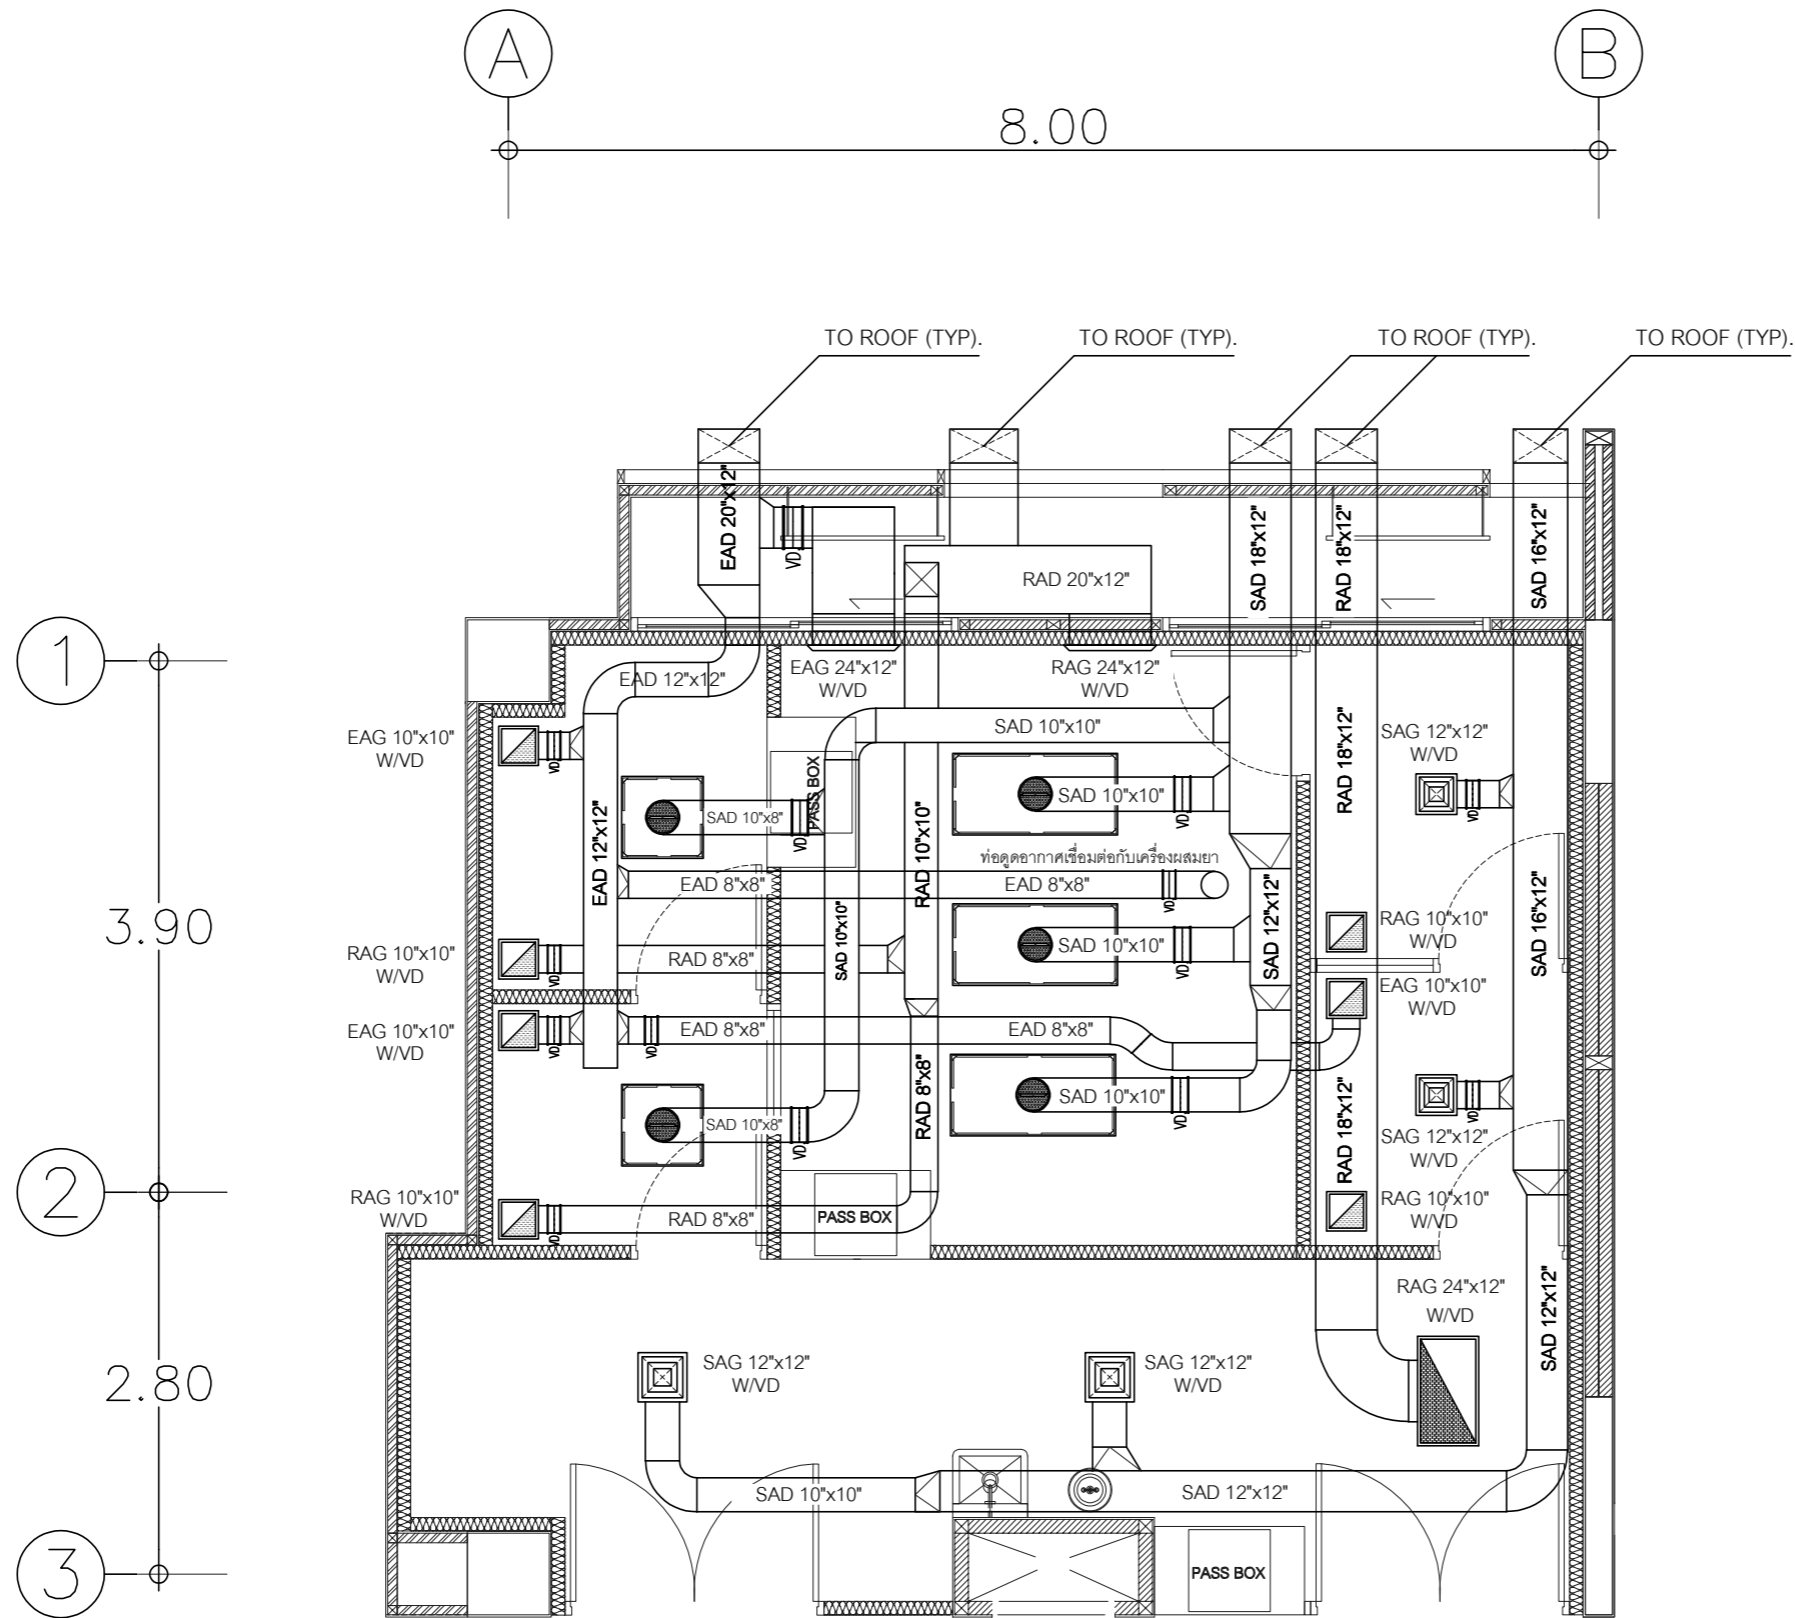 A
B
8.00
TO ROOF (TYP).
TO ROOF (TYP).
TO ROOF (TYP).
TO ROOF (TYP).
EAD 20"x12"
VD
RAD 20"x12"
SAD 18"x12"
RAD 18"x12"
SAD 16"x12"
1
EAD 12"x12"
EAG 24"x12"
W/VD
RAG 24"x12"
W/VD
EAG 10"x10"
W/VD
VD
SAD 10"x10"
RAD 18"x12"
SAG 12"x12"
W/VD
VD
PASS BOX
SAD 10"x8"
VD
SAD 10"x10"
VD
EAD 12"x12"
RAD 10"x10"
ท่อดูดอากาศเชื่อมต่อกับเครื่องผสมยา
EAD 8"x8"
EAD 8"x8"
VD
3.90
SAD 10"x10"
SAD 12"x12"
SAD 16"x12"
RAG 10"x10"
W/VD
RAG 10"x10"
W/VD
VD
RAD 8"x8"
SAD 10"x10"
VD
EAG 10"x10"
W/VD
EAG 10"x10"
W/VD
VD
VD
EAD 8"x8"
EAD 8"x8"
RAD 8"x8"
SAD 10"x10"
VD
VD
SAD 10"x8"
VD
RAD 18"x12"
SAG 12"x12"
W/VD
2
RAG 10"x10"
W/VD
VD
RAD 8"x8"
PASS BOX
RAG 10"x10"
W/VD
RAG 24"x12"
W/VD
SAD 12"x12"
2.80
SAG 12"x12"
W/VD
SAG 12"x12"
W/VD
SAD 10"x10"
SAD 12"x12"
3
PASS BOX